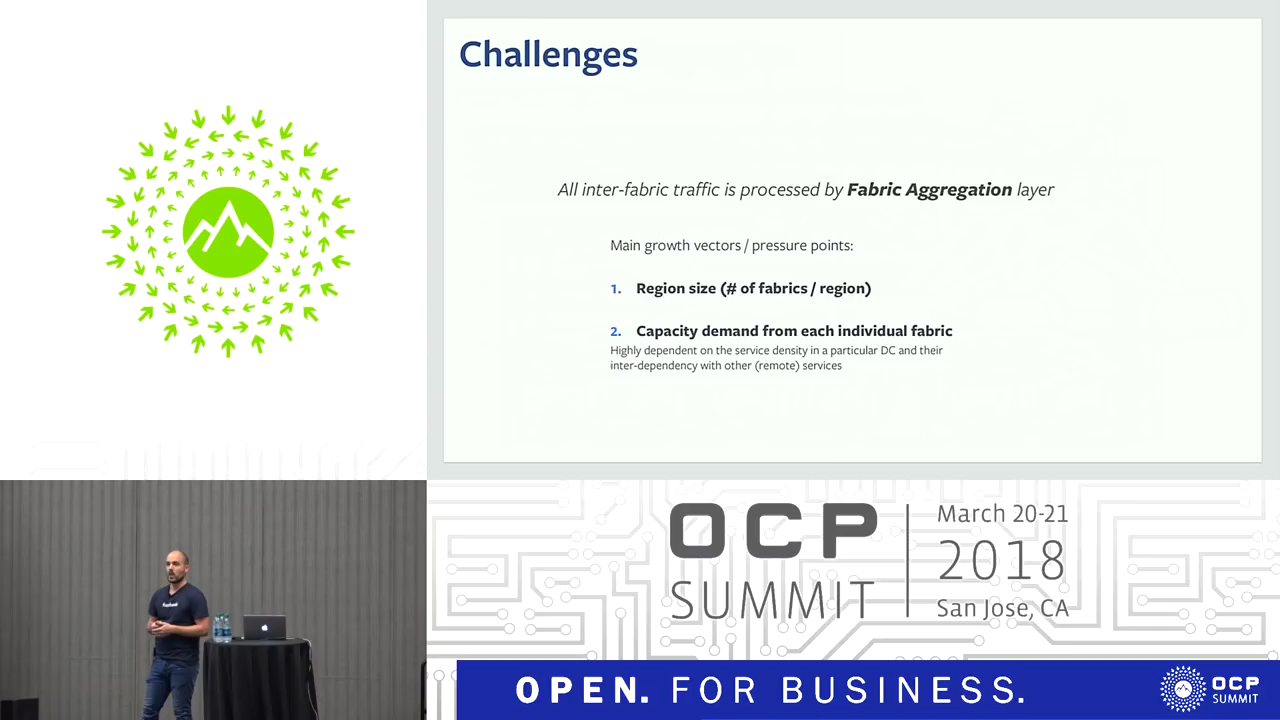 Challenges
All inter-fabric traffic is processed by Fabric Aggregation layer
Main growth vectors / pressure points:
1. Region size (# of fabrics / region)
2. Capacity demand from each individual fabric
Highly dependent on the service density in a particular DC and their
inter-dependency with other (remote) services
OCP
SUMMIT
March 20-21
2018
San Jose, CA
OPEN. FOR BUSINESS.
OCP
SUMMIT